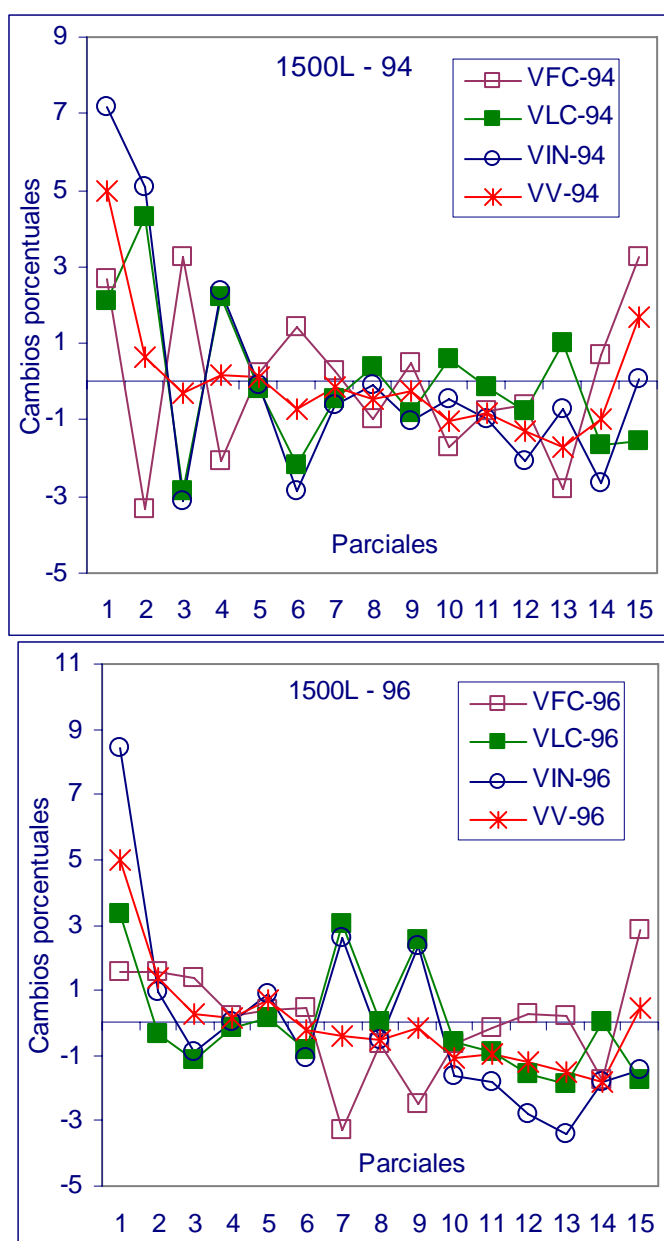 1500L - 94
VFC-94
VLC-94
VIN-94
VV-94
Cambios porcentuales
9
7
5
3
1
-1
-3
-5
Parciales
1 2 3 4 5 6 7 8 9 10 11 12 13 14 15
1500L - 96
VFC-96
VLC-96
VIN-96
VV-96
Cambios porcentuales
11
9
7
5
3
1
-1
-3
-5
Parciales
1 2 3 4 5 6 7 8 9 10 11 12 13 14 15